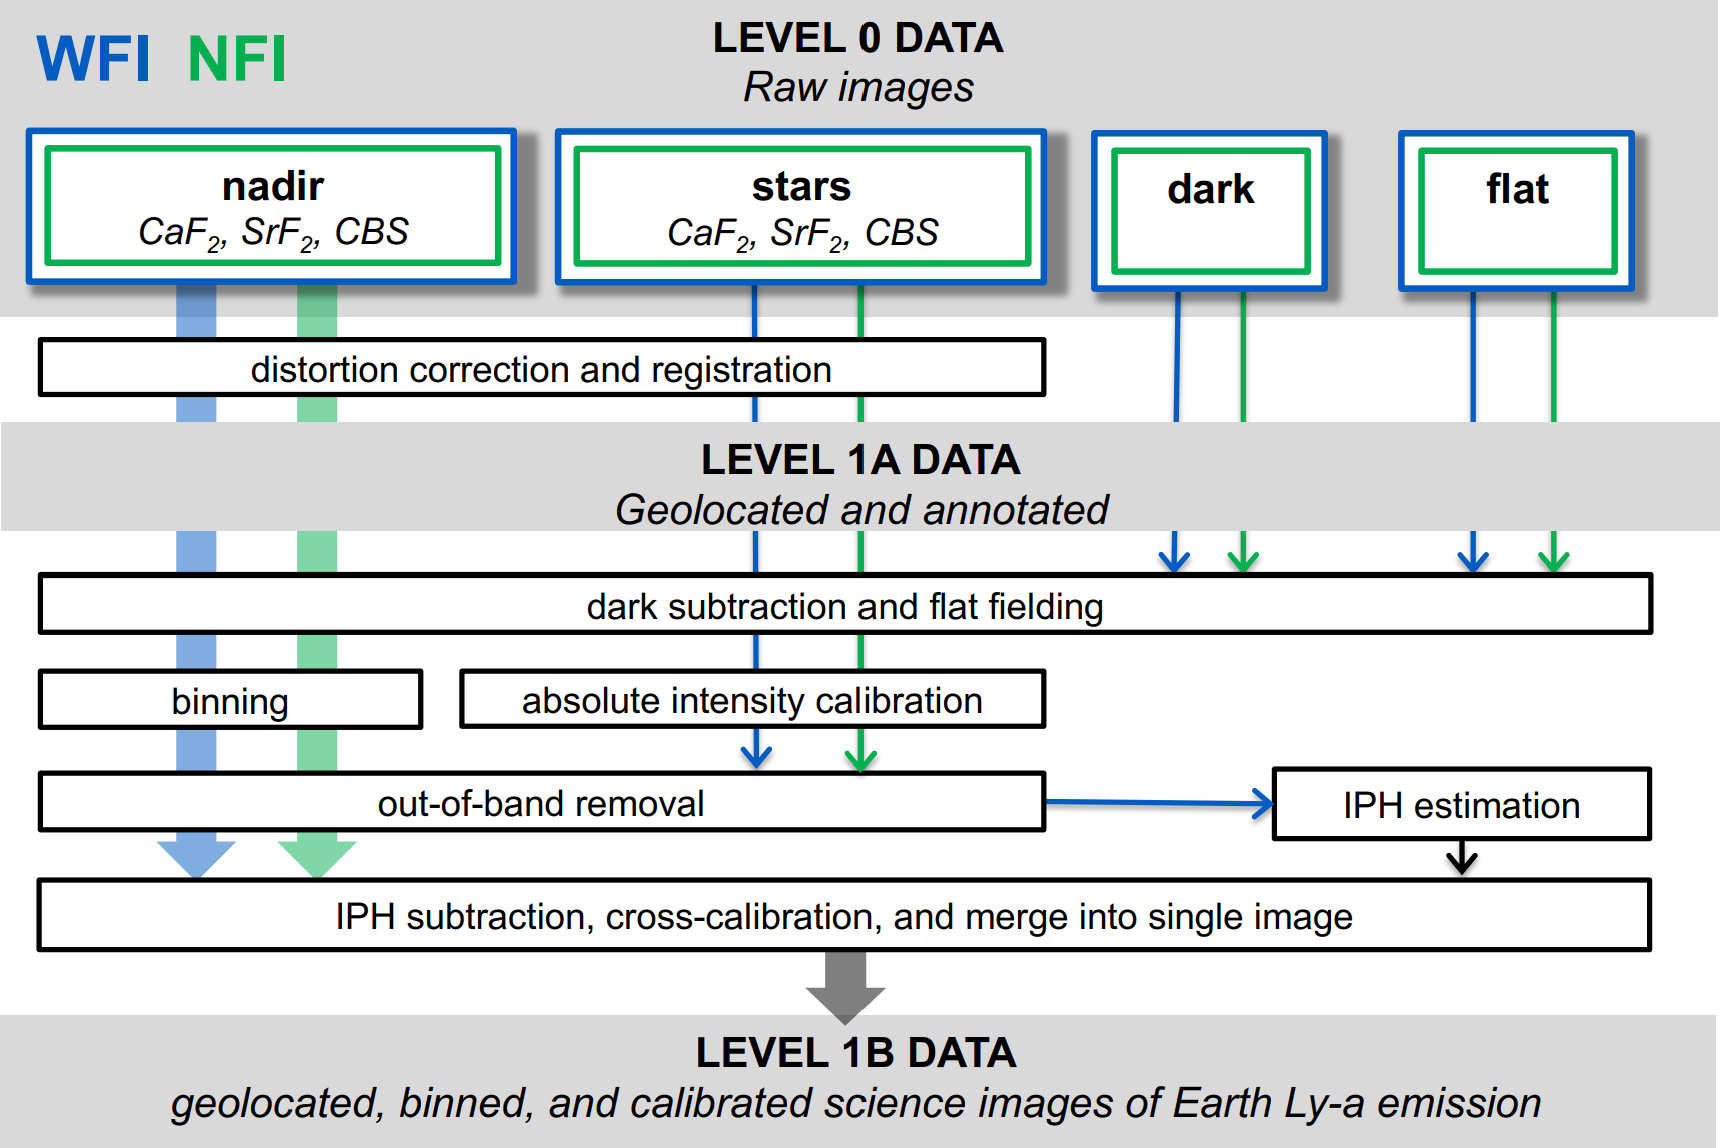 WFI NFI
LEVEL 0 DATA
Raw images
nadir
CaF2, SrF2, CBS
stars
CaF2, SrF2, CBS
dark
flat
distortion correction and registration
LEVEL 1A DATA
Geolocated and annotated
dark subtraction and flat fielding
binning
absolute intensity calibration
out-of-band removal
IPH estimation
IPH subtraction, cross-calibration, and merge into single image
LEVEL 1B DATA
geolocated, binned, and calibrated science images of Earth Ly-a emission